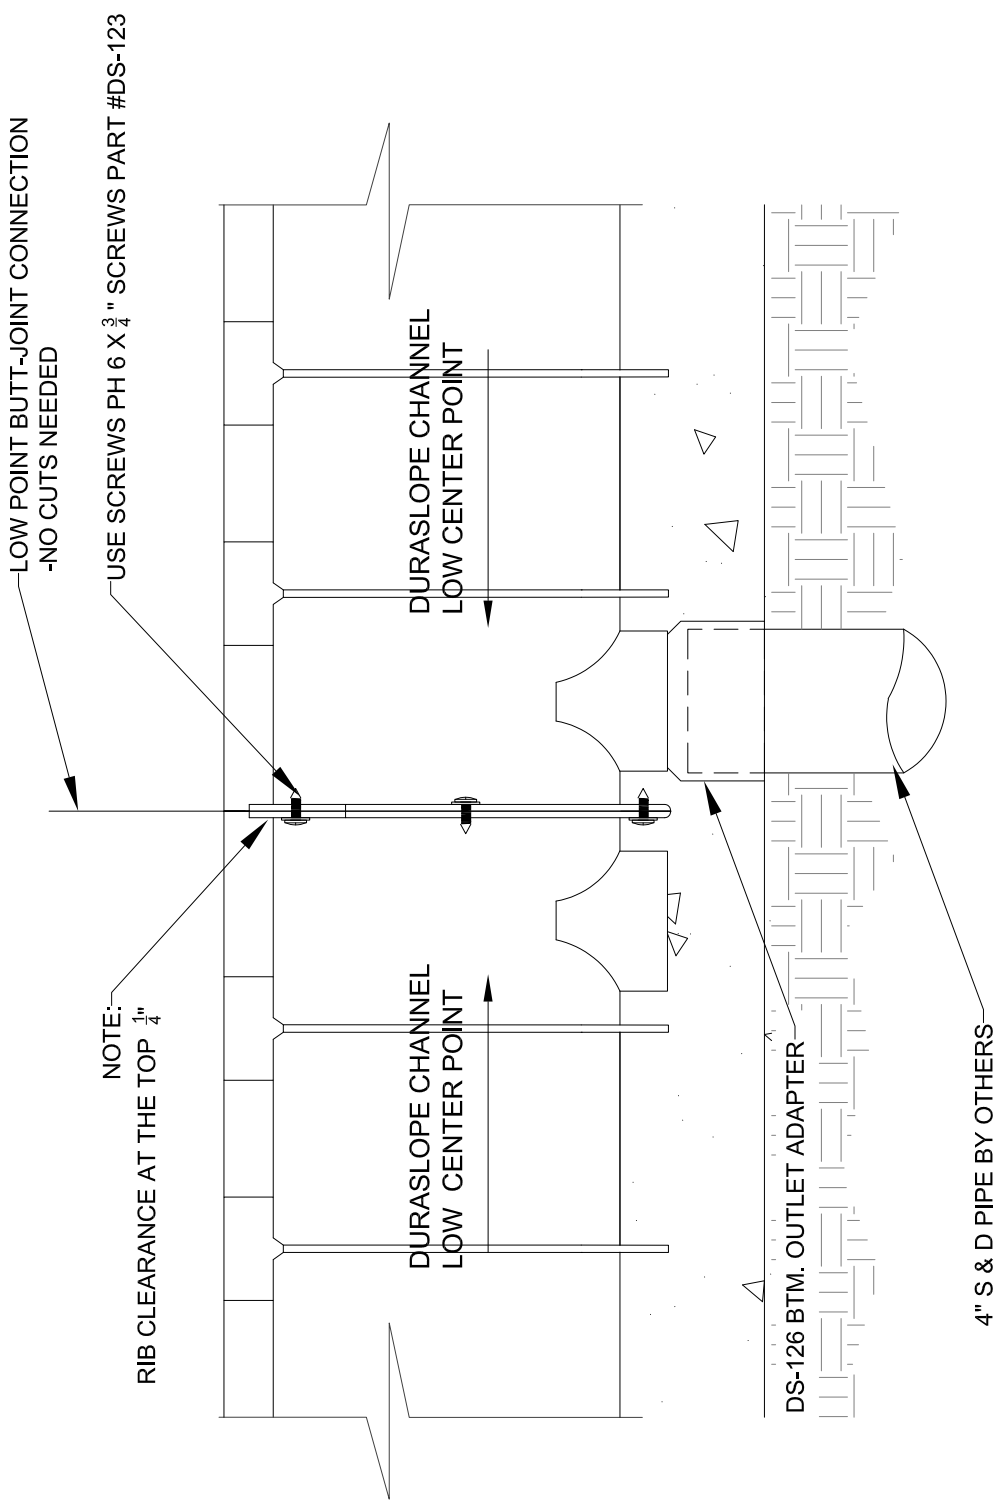 LOW POINT BUTT-JOINT CONNECTION
-NO CUTS NEEDED
USE SCREWS PH 6 X 3/4 " SCREWS PART #DS-123
NOTE:
RIB CLEARANCE AT THE TOP 1/4"
DURASLOPE CHANNEL
LOW CENTER POINT
DURASLOPE CHANNEL
LOW CENTER POINT
DS-126 BTM. OUTLET ADAPTER
4" S & D PIPE BY OTHERS